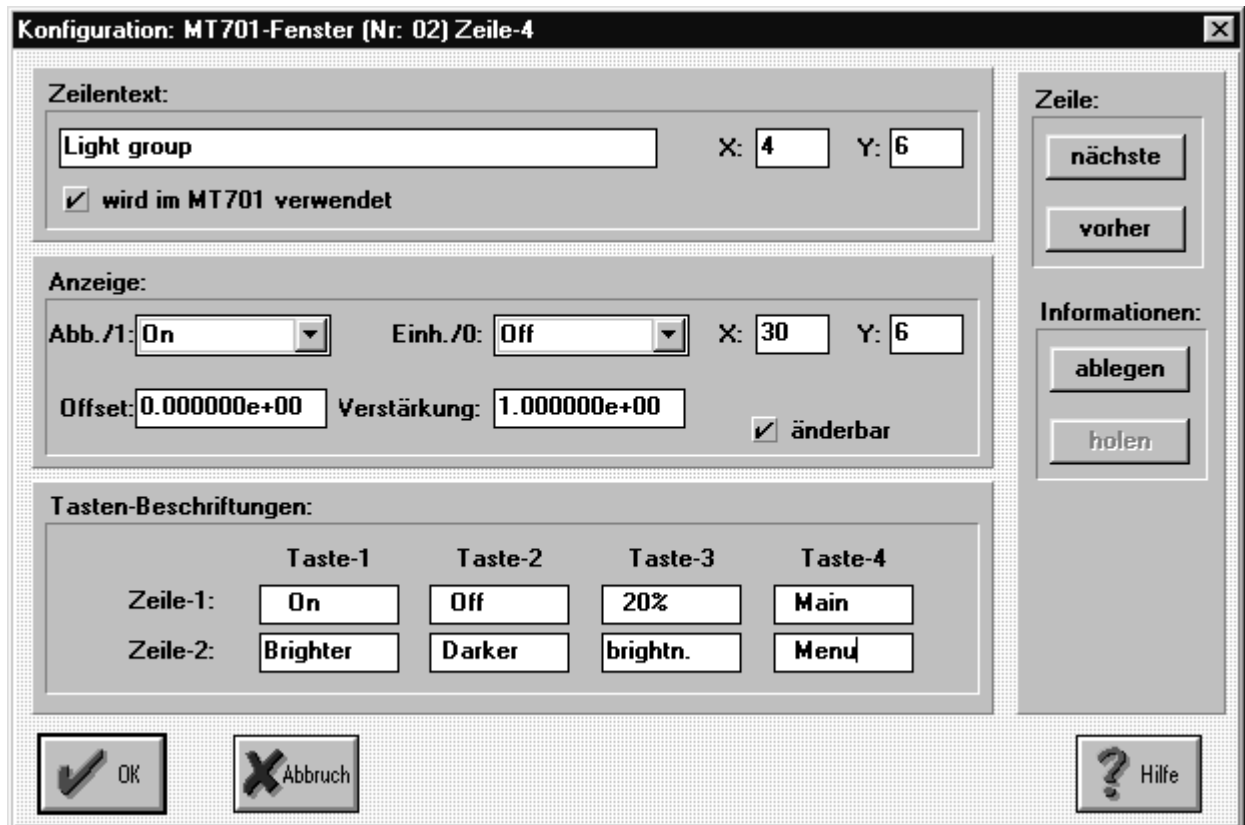 Konfiguration: MT701-Fenster (Nr: 02) Zeile-4
Zeilentext:
Light group X: 4 Y: 6
wird im MT701 verwendet
Anzeige:
Abb./1: On Einh./0: Off X: 30 Y: 6
Offset: 0.000000e+00 Verstärkung: 1.000000e+00
änderbar
Tasten-Beschriftungen:
Taste-1 Taste-2 Taste-3 Taste-4
Zeile-1: On Off 20% Main
Zeile-2: Brighter Darker brightn. Menu
Zeile:
nächste
vorher
Informationen:
ablegen
holen
OK Abbruch Hilfe